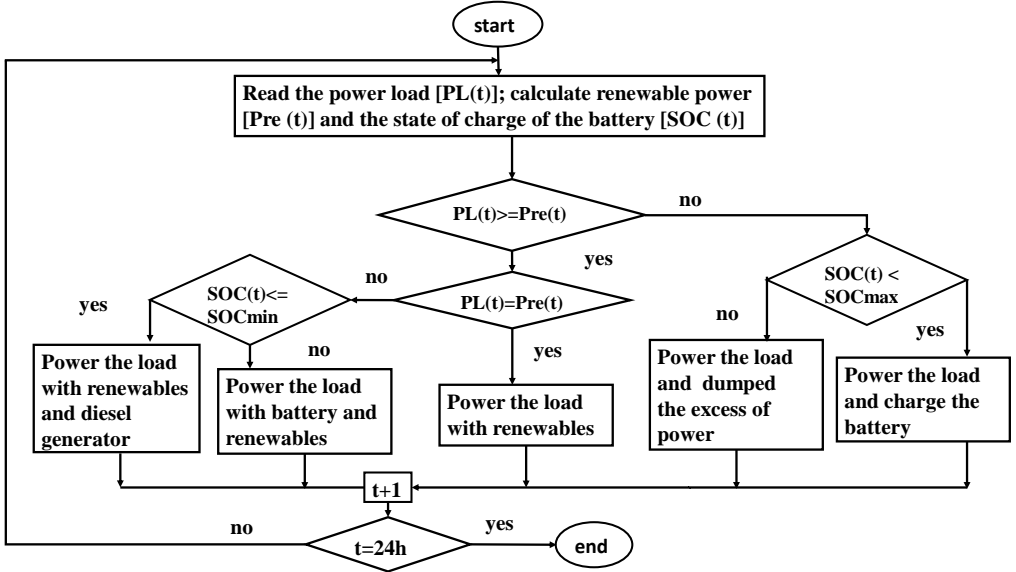 start
Read the power load [PL(t)]; calculate renewable power
[Pre (t)] and the state of charge of the battery [SOC (t)]
PL(t)>=Pre(t)
no
yes
SOC(t) <
SOCmax
no
yes
PL(t)=Pre(t)
no
yes
SOC(t)<=
SOCmin
yes
no
Power the load
with renewables
and diesel
generator
Power the load
with battery and
renewables
Power the load
with renewables
Power the load
and dumped
the excess of
power
Power the load
and charge the
battery
t+1
t=24h
no
yes
end